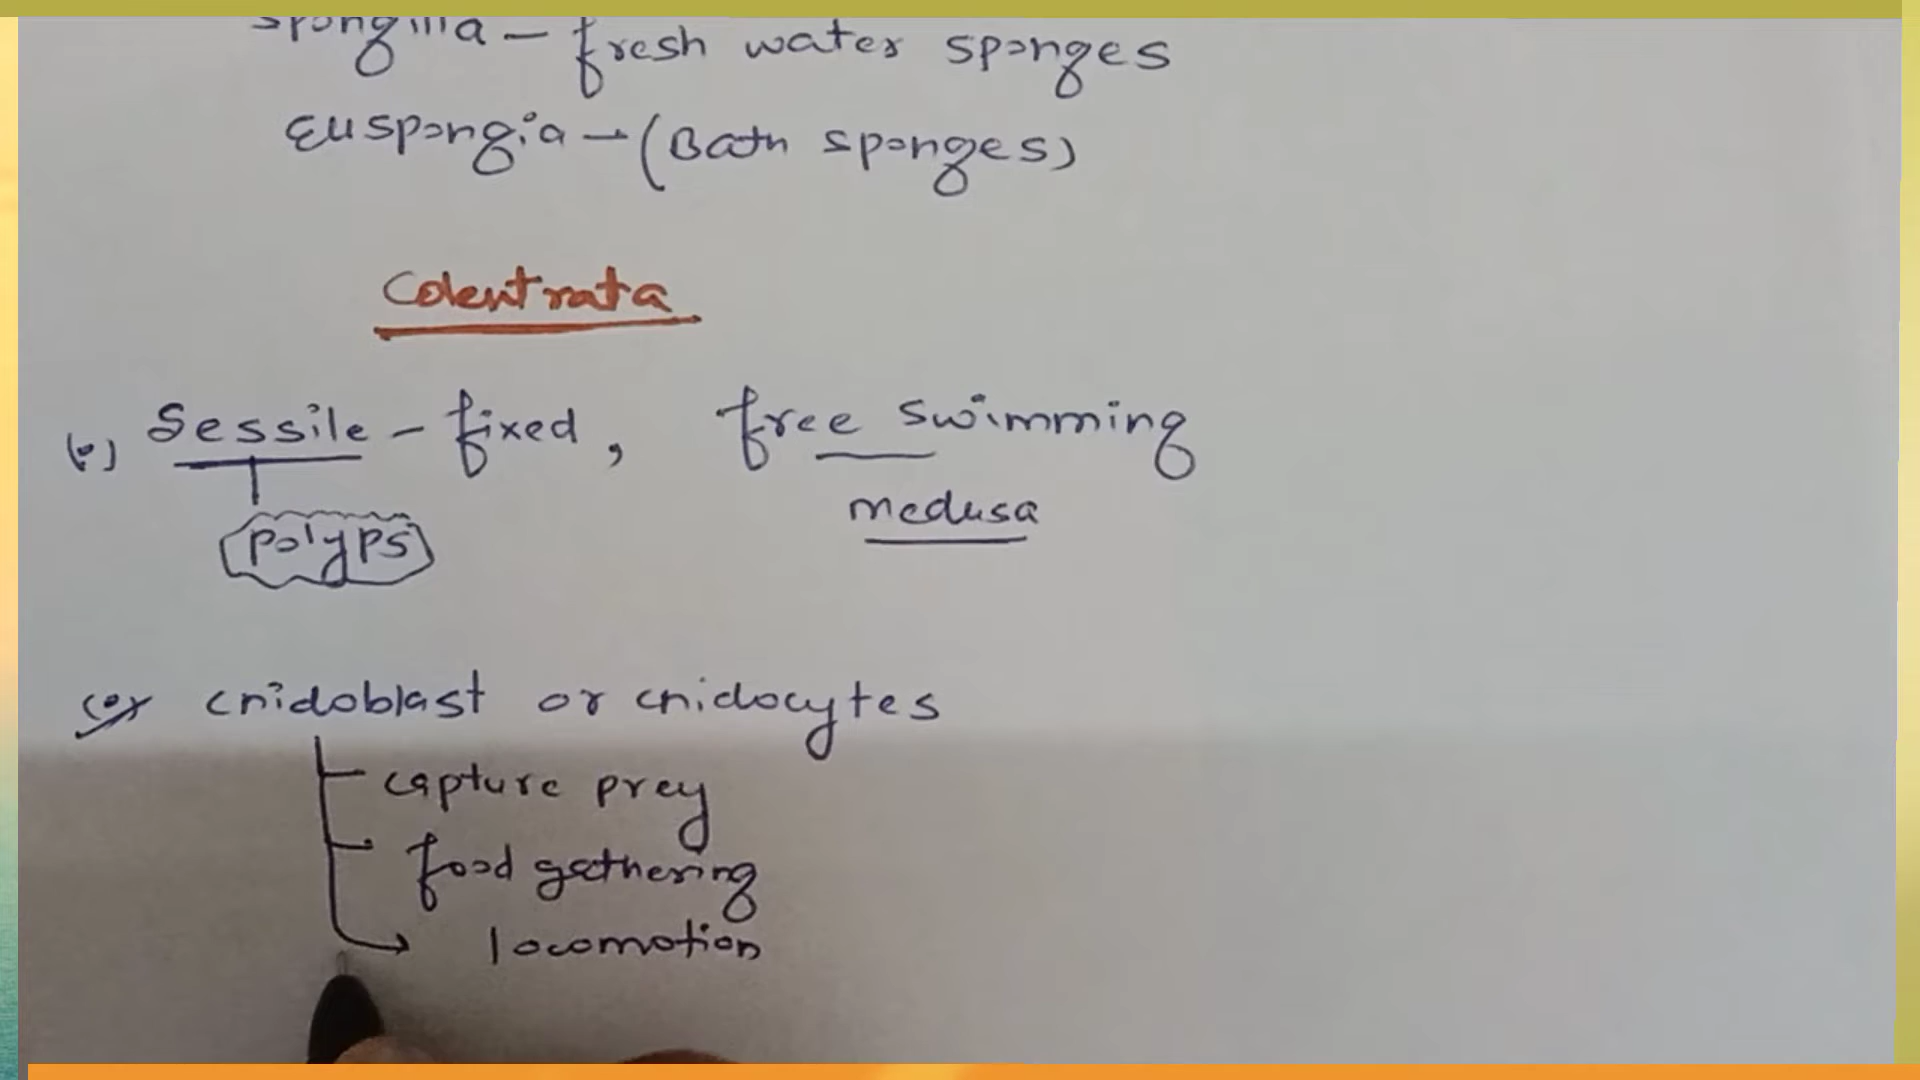 spongilla – fresh water sponges
Euspongia – (Bath sponges)
Colentrata
(•) Sessile – fixed, free swimming
polyps medusa
(•) cnidoblast or cnidocytes
capture prey
food gathering
locomotion